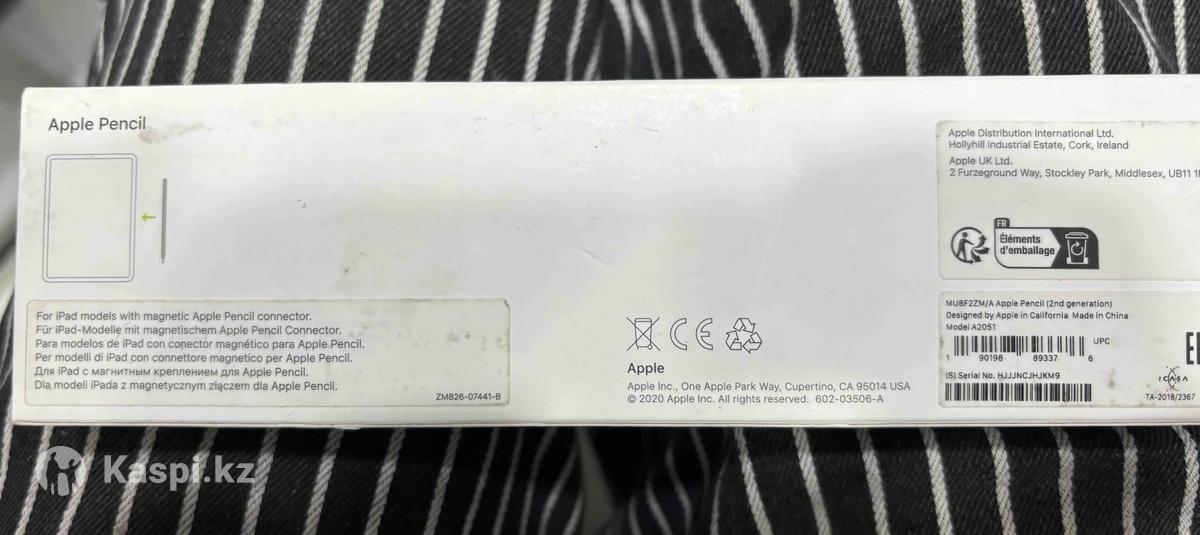 Apple Pencil
For iPad models with magnetic Apple Pencil connector.
Für iPad-Modelle mit magnetischem Apple Pencil Connector.
Para modelos de iPad con conector magnético para Apple Pencil.
Per modelli di iPad con connettore magnetico per Apple Pencil.
Для iPad с магнитным креплением для Apple Pencil.
Dla modeli iPada z magnetycznym złączem dla Apple Pencil.
ZM826-07441-B
CE
Apple
Apple Inc., One Apple Park Way, Cupertino, CA 95014 USA
© 2020 Apple Inc. All rights reserved. 602-03506-A
Apple Distribution International Ltd.
Hollyhill Industrial Estate, Cork, Ireland
Apple UK Ltd.
2 Furzeground Way, Stockley Park, Middlesex, UB11
FR
Éléments
d'emballage
MU8F2ZM/A Apple Pencil (2nd generation)
Designed by Apple in California Made in China
Model A2051
UPC
1 90198 89337 6
(S) Serial No. HJJJNCJHJKM9
ICASA
TA-2018/2367
Kaspi.kz